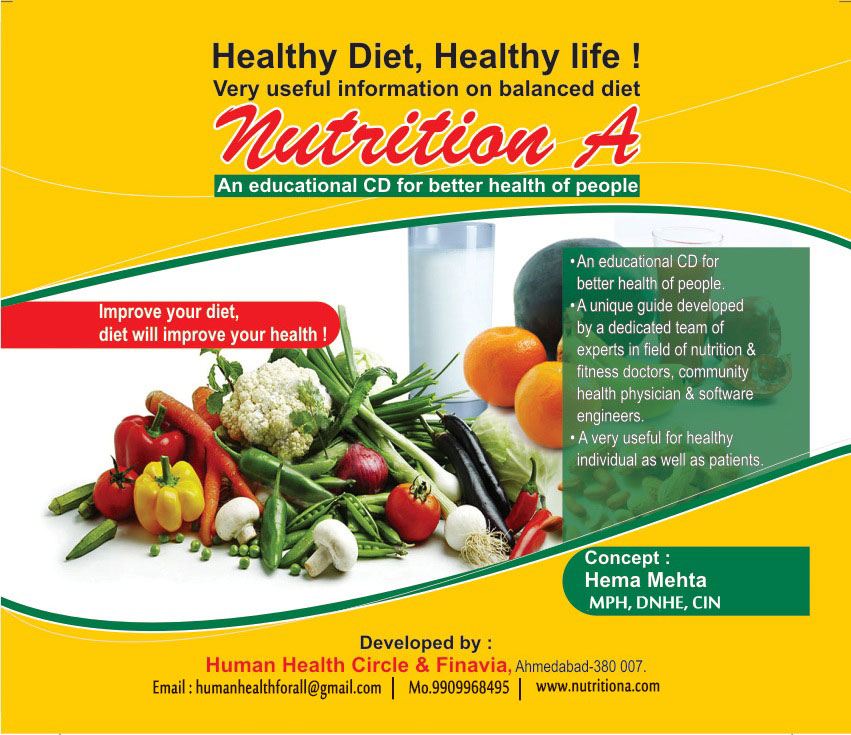 Healthy Diet, Healthy life !
Very useful information on balanced diet
Nutrition A
An educational CD for better health of people
Improve your diet,
diet will improve your health !
•An educational CD for
better health of people.
•A unique guide developed
by a dedicated team of
experts in field of nutrition &
fitness doctors, community
health physician & software
engineers.
• A very useful for healthy
individual as well as patients.
Concept :
Hema Mehta
MPH, DNHE, CIN
Developed by :
Human Health Circle & Finavia, Ahmedabad-380 007.
Email : humanhealthforall@gmail.com | Mo.9909968495 | www.nutritiona.com